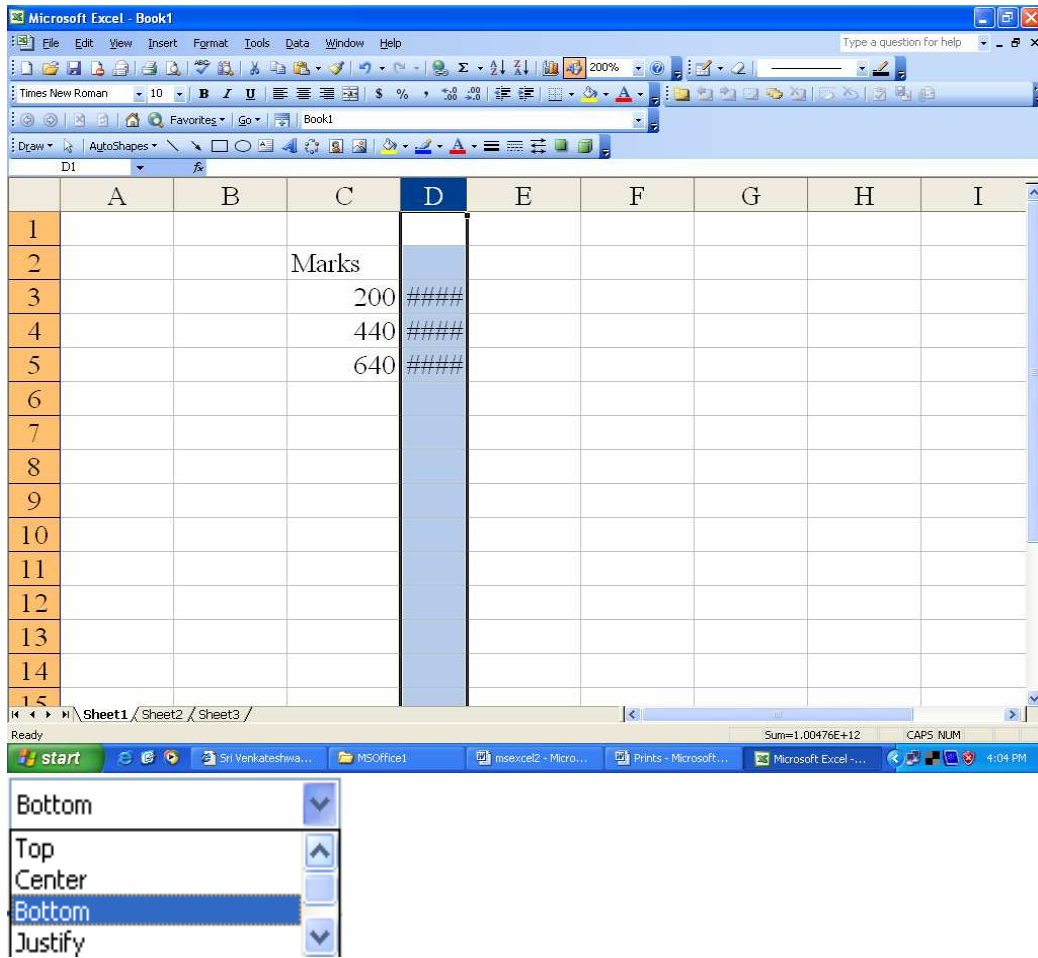 Microsoft Excel - Book1
File Edit View Insert Format Tools Data Window Help Type a question for help
200%
Times New Roman 10 B I U $ % ,
Favorites Go Book1
Draw AutoShapes
D1 fx
A B C D E F G H I
1
2 Marks
3 200 ####
4 440 ####
5 640 ####
6
7
8
9
10
11
12
13
14
15
Sheet1 Sheet2 Sheet3
Ready Sum=1.00476E+12 CAPS NUM
start Sri Venkateshwa... MSOffice1 msexcel2 - Micro... Prints - Microsoft... Microsoft Excel -... 4:04 PM
Bottom
Top
Center
Bottom
Justify